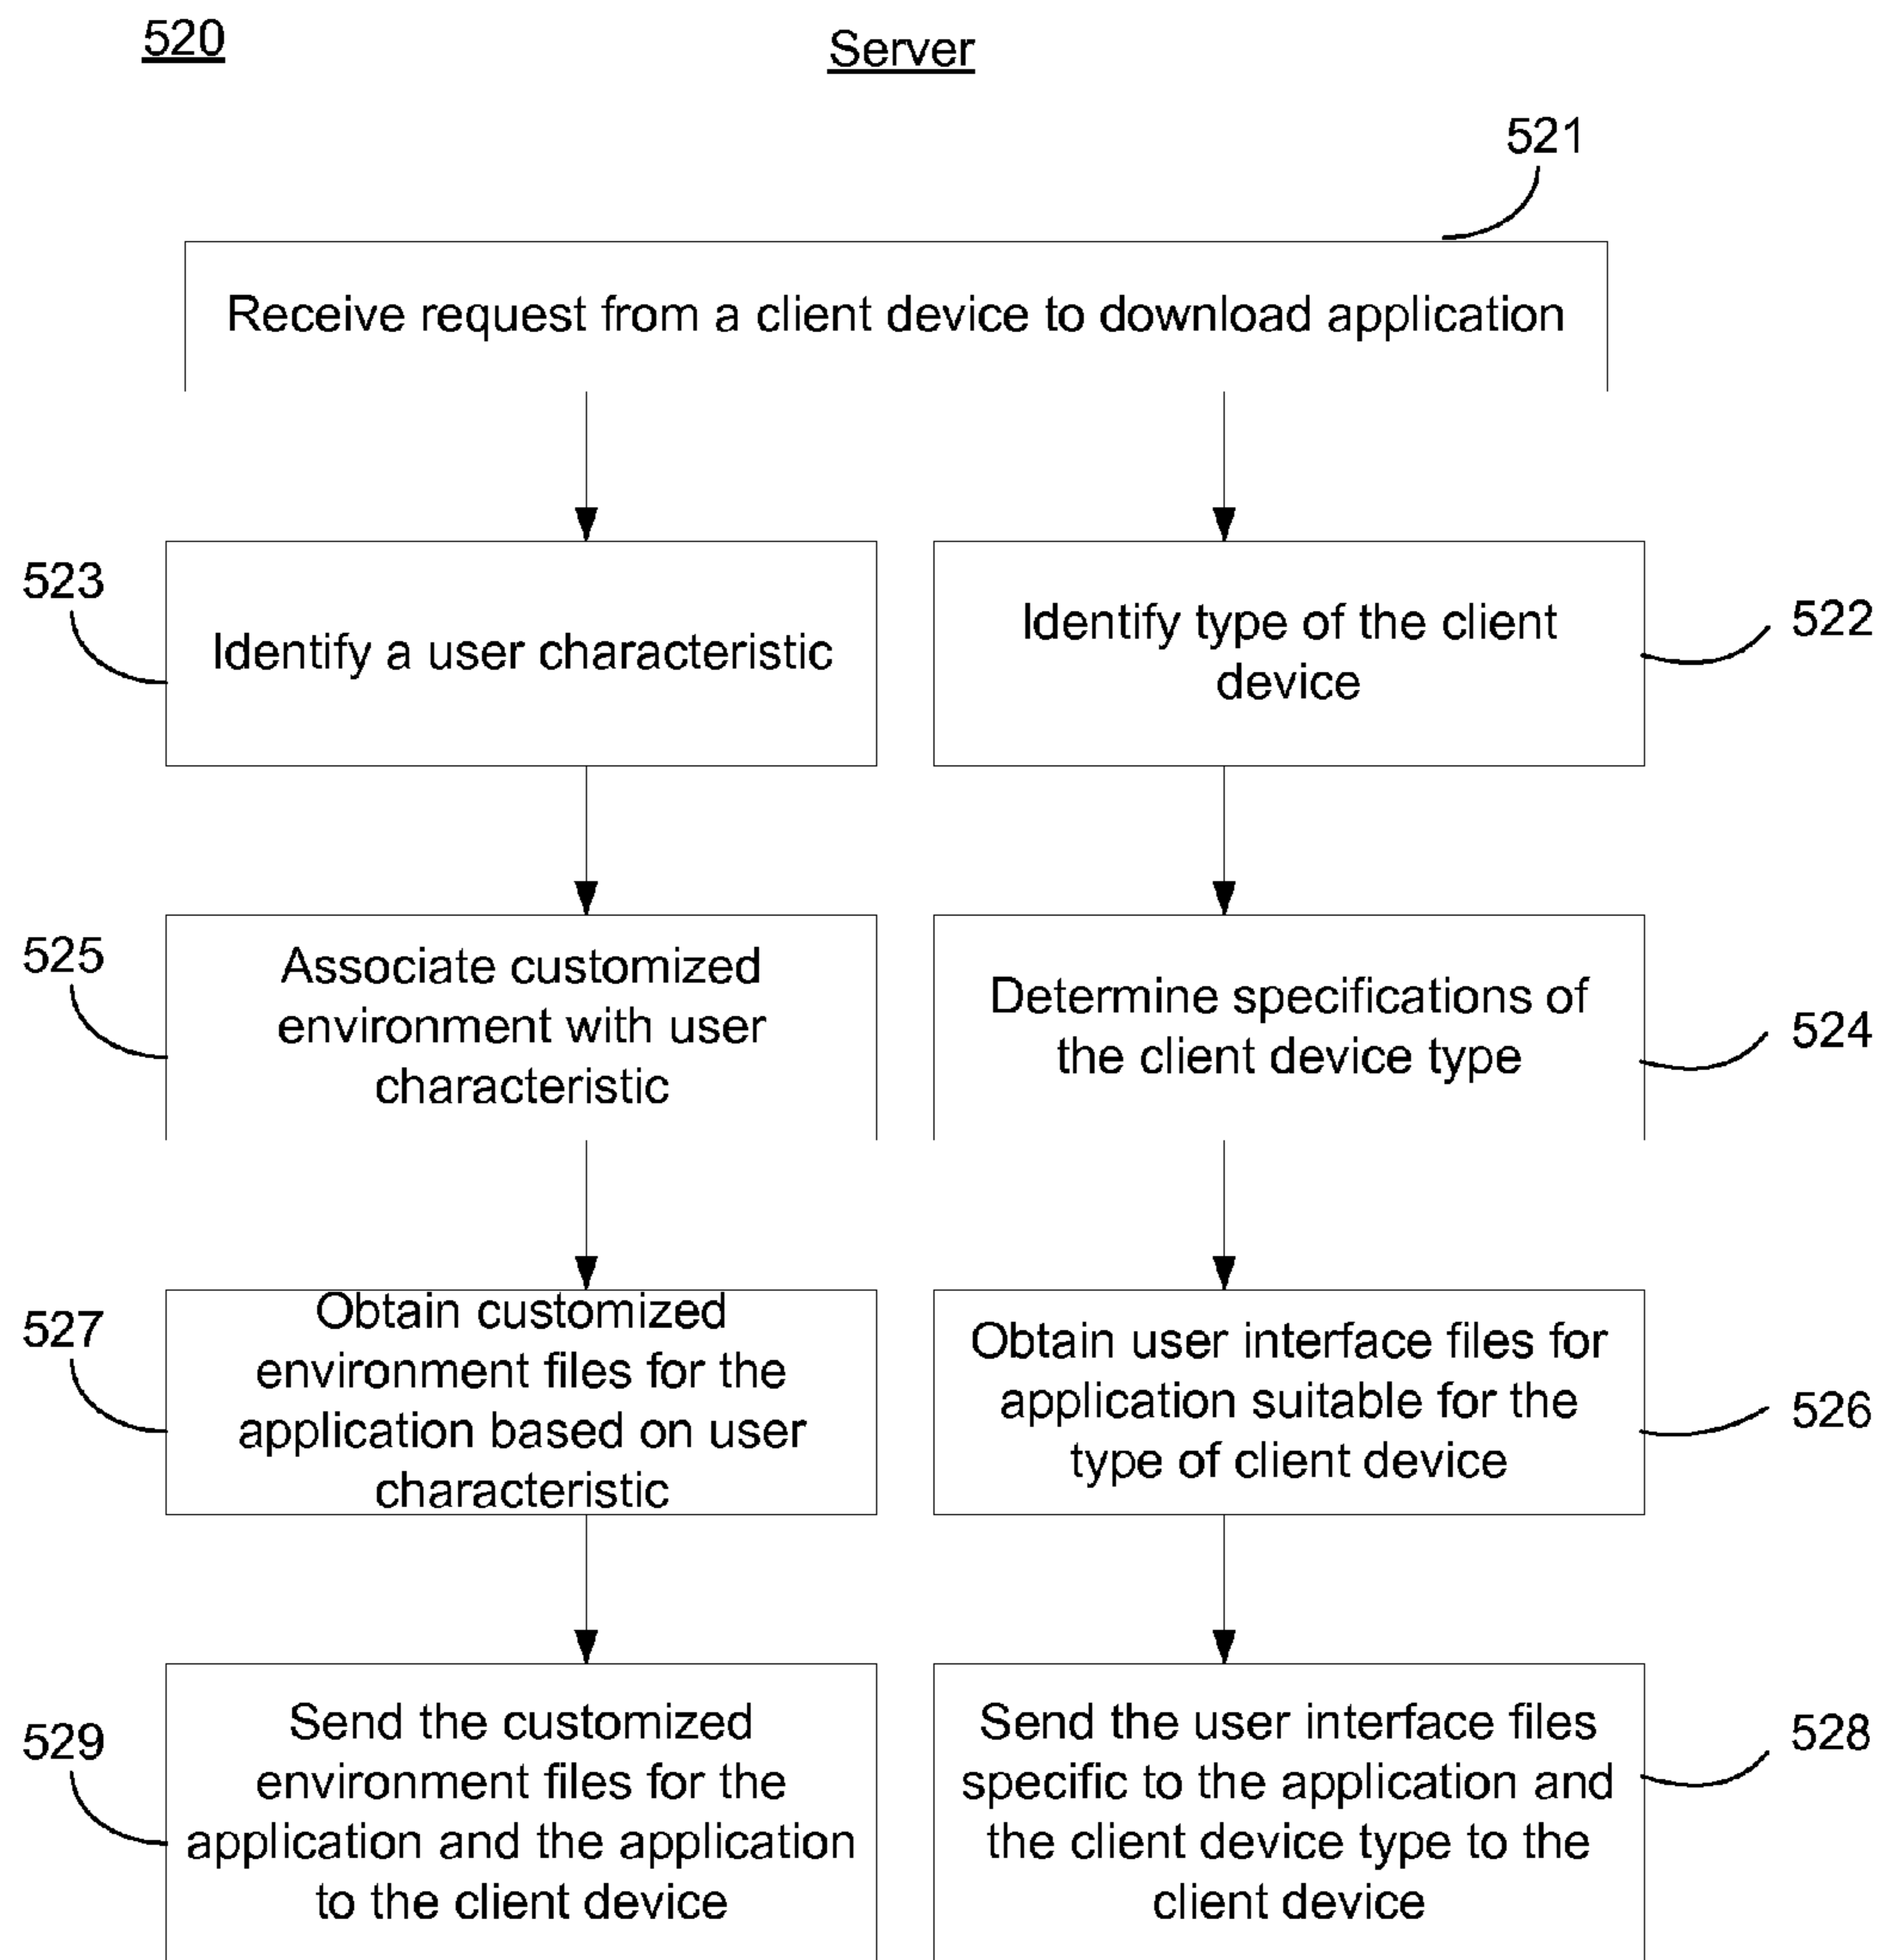 520
Server
521
Receive request from a client device to download application
523
Identify a user characteristic
Identify type of the client
device
522
525
Associate customized
environment with user
characteristic
Determine specifications of
the client device type
524
527
Obtain customized
environment files for the
application based on user
characteristic
Obtain user interface files for
application suitable for the
type of client device
526
529
Send the customized
environment files for the
application and the application
to the client device
Send the user interface files
specific to the application and
the client device type to the
client device
528